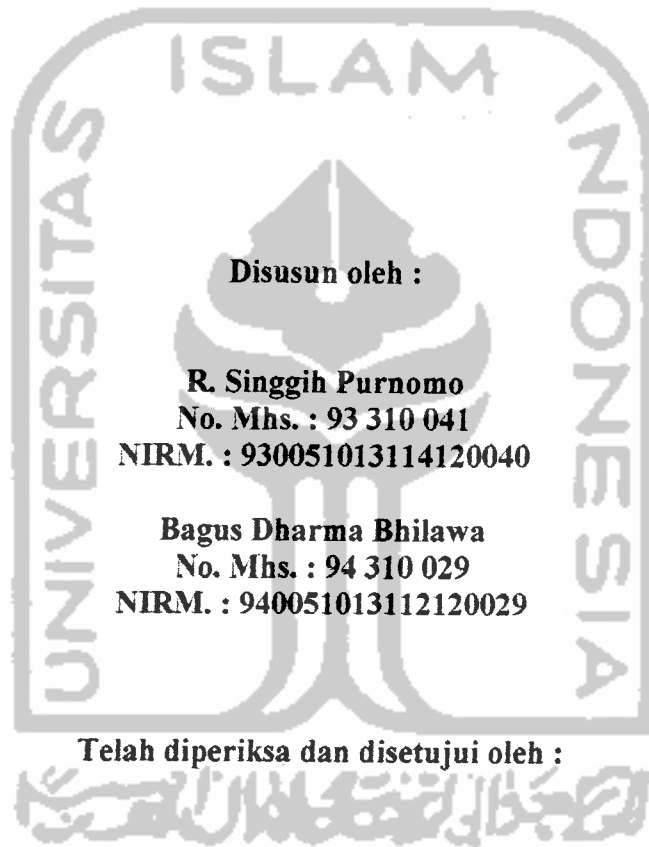 UNIVERSITAS ISLAM INDONESIA
Disusun oleh :
R. Singgih Purnomo
No. Mhs. : 93 310 041
NIRM. : 930051013114120040
Bagus Dharma Bhilawa
No. Mhs. : 94 310 029
NIRM. : 940051013112120029
Telah diperiksa dan disetujui oleh :